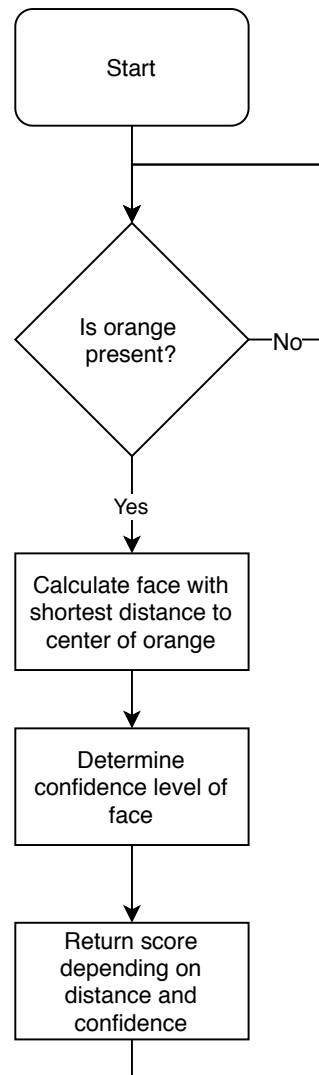 Start
Is orange
present?
No
Yes
Calculate face with
shortest distance to
center of orange
Determine
confidence level of
face
Return score
depending on
distance and
confidence